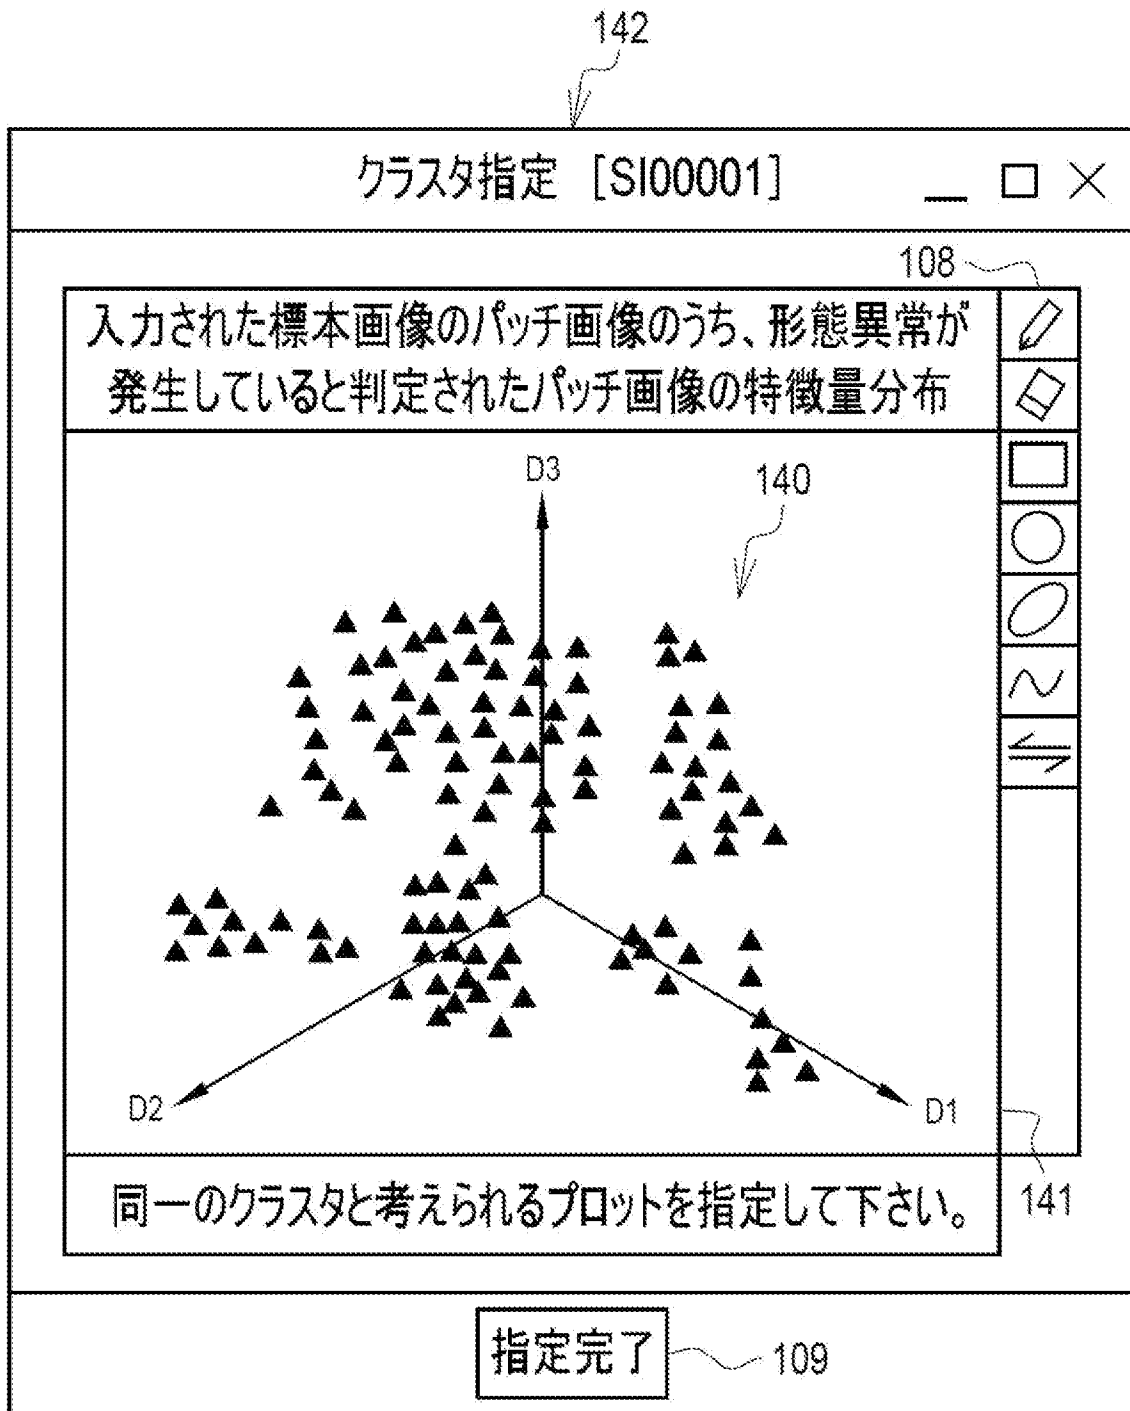 142
クラスタ指定 [SI00001]
108
入力された標本画像のパッチ画像のうち、形態異常が
発生していると判定されたパッチ画像の特徴量分布
D3
140
D2
D1
同一のクラスタと考えられるプロットを指定して下さい。
141
指定完了
109